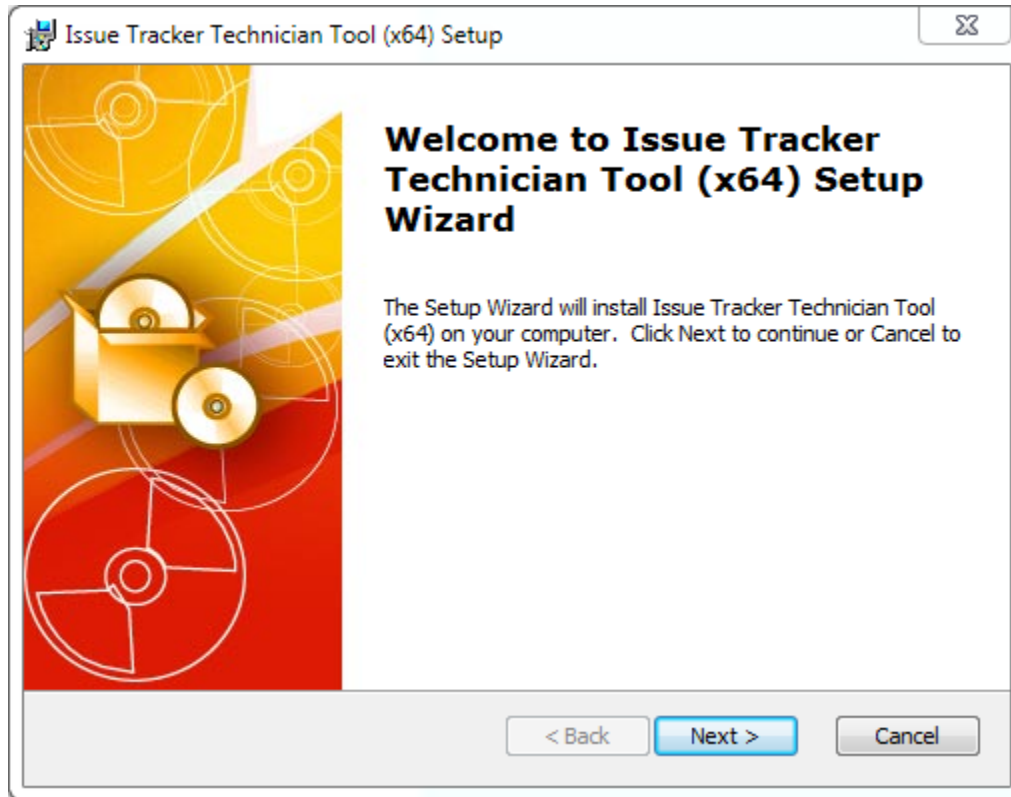 Issue Tracker Technician Tool (x64) Setup
Welcome to Issue Tracker
Technician Tool (x64) Setup
Wizard
The Setup Wizard will install Issue Tracker Technician Tool
(x64) on your computer.  Click Next to continue or Cancel to
exit the Setup Wizard.
< Back
Next >
Cancel